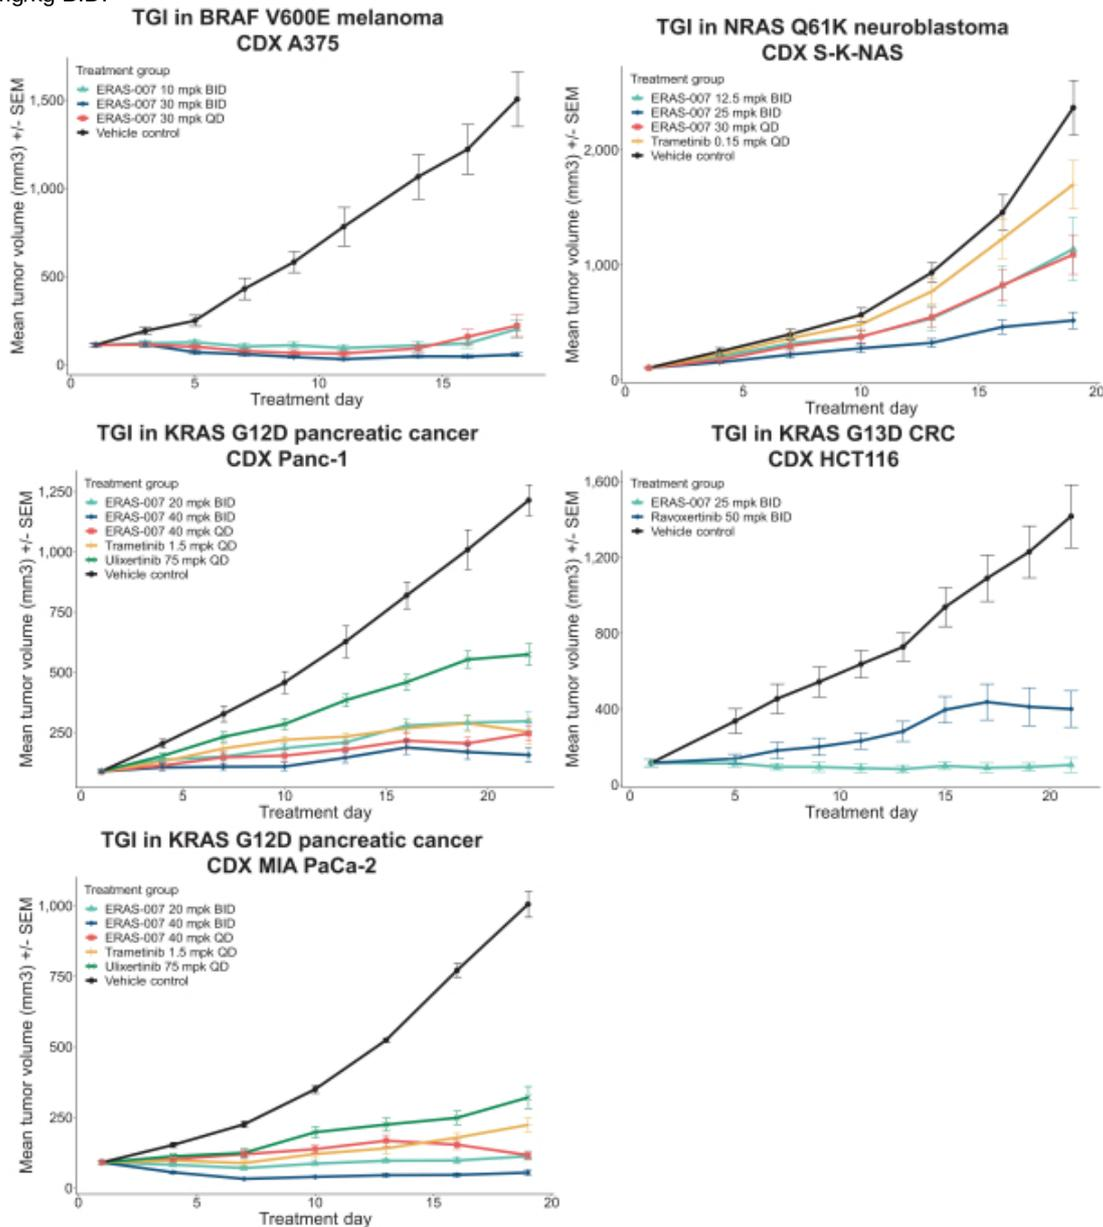 TGI in BRAF V600E melanoma
CDX A375
Mean tumor volume (mm3) +/- SEM
Treatment group
ERAS-007 10 mpk BID
ERAS-007 30 mpk BID
ERAS-007 30 mpk QD
Vehicle control
1,500
1,000
500
0
0 5 10 15
Treatment day
TGI in NRAS Q61K neuroblastoma
CDX S-K-NAS
Mean tumor volume (mm3) +/- SEM
Treatment group
ERAS-007 12.5 mpk BID
ERAS-007 25 mpk BID
ERAS-007 30 mpk QD
Trametinib 0.15 mpk QD
Vehicle control
2,000
1,000
0
0 5 10 15 20
Treatment day
TGI in KRAS G12D pancreatic cancer
CDX Panc-1
Mean tumor volume (mm3) +/- SEM
Treatment group
ERAS-007 20 mpk BID
ERAS-007 40 mpk BID
ERAS-007 40 mpk QD
Trametinib 1.5 mpk QD
Ulixertinib 75 mpk QD
Vehicle control
1,250
1,000
750
500
250
0 5 10 15 20
Treatment day
TGI in KRAS G13D CRC
CDX HCT116
Mean tumor volume (mm3) +/- SEM
Treatment group
ERAS-007 25 mpk BID
Ravoxertinib 50 mpk BID
Vehicle control
1,600
1,200
800
400
0
0 5 10 15 20
Treatment day
TGI in KRAS G12D pancreatic cancer
CDX MIA PaCa-2
Mean tumor volume (mm3) +/- SEM
Treatment group
ERAS-007 20 mpk BID
ERAS-007 40 mpk BID
ERAS-007 40 mpk QD
Trametinib 1.5 mpk QD
Ulixertinib 75 mpk QD
Vehicle control
1,000
750
500
250
0
0 5 10 15 20
Treatment day